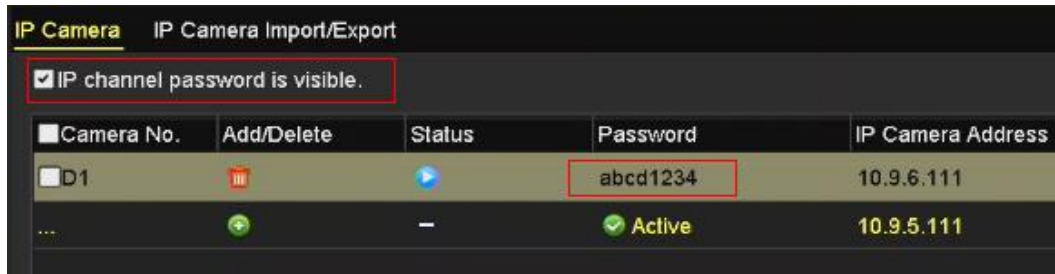 IP Camera IP Camera Import/Export
IP channel password is visible.
Camera No. Add/Delete Status Password IP Camera Address
D1 abcd1234 10.9.6.111
... – Active 10.9.5.111